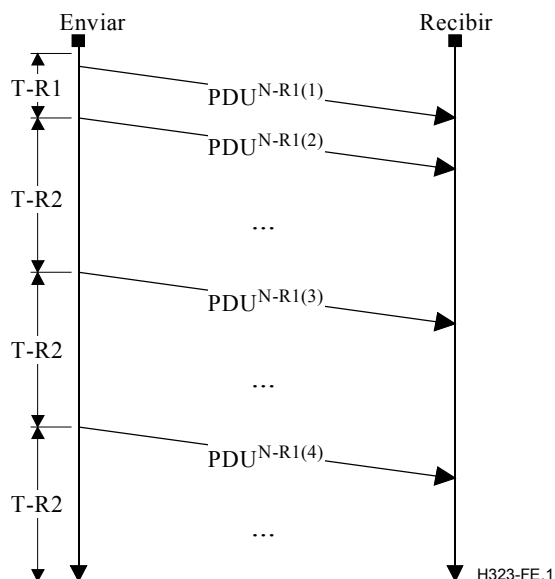 Enviar Recibir
T-R1
PDU^N-R1(1)
PDU^N-R1(2)
T-R2
...
PDU^N-R1(3)
T-R2
...
PDU^N-R1(4)
T-R2
...
H323-FE.1